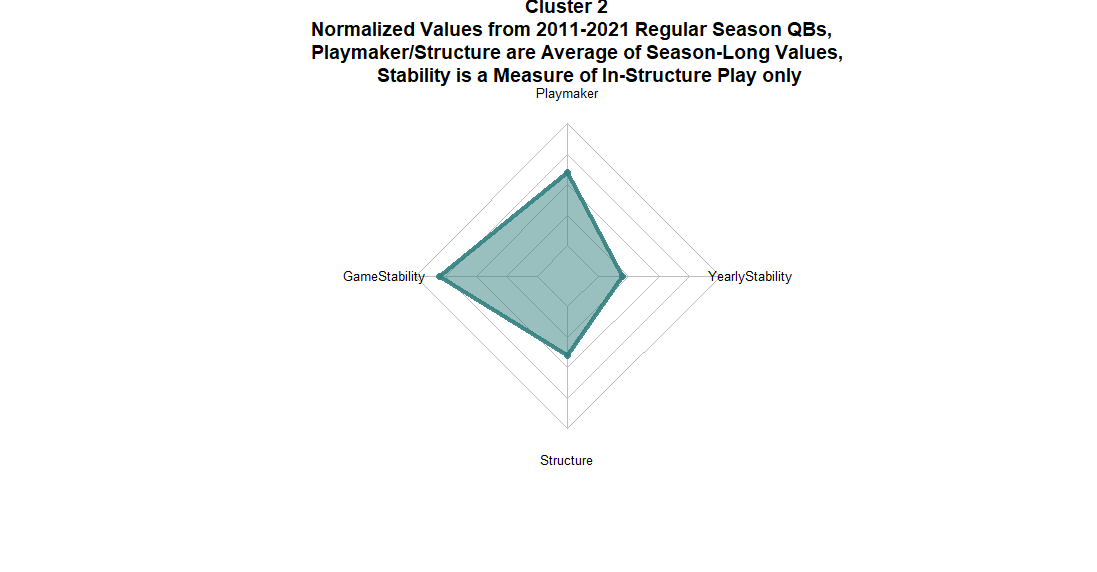 Cluster 2
Normalized Values from 2011-2021 Regular Season QBs,
Playmaker/Structure are Average of Season-Long Values,
Stability is a Measure of In-Structure Play only
Playmaker
GameStability
YearlyStability
Structure